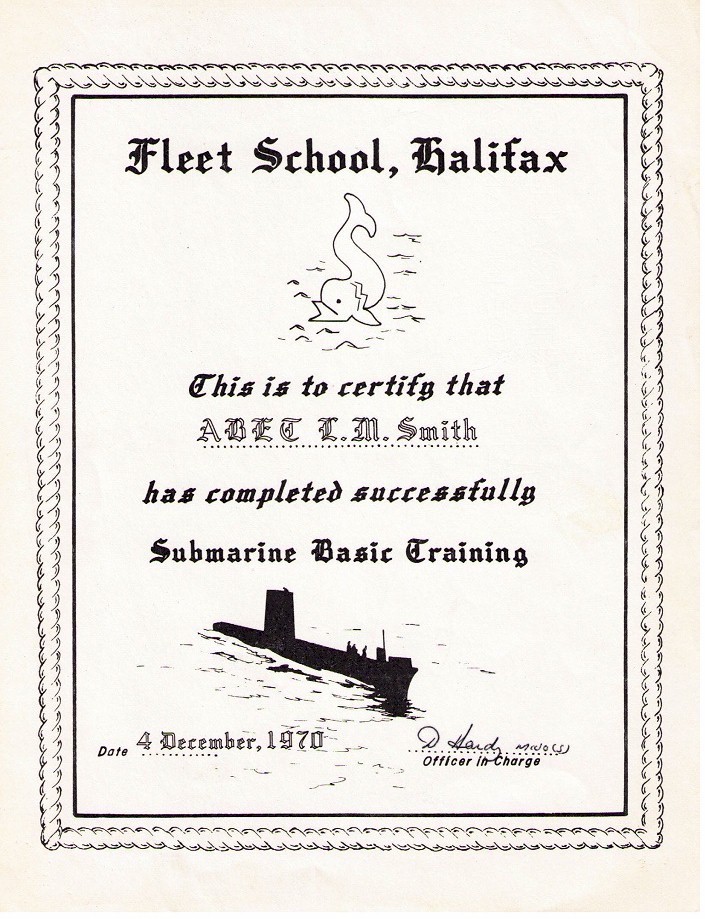 Fleet School, Halifax
This is to certify that
ABET L.M. Smith
has completed successfully
Submarine Basic Training
Date 4 December, 1970
D Hardy
Officer in Charge